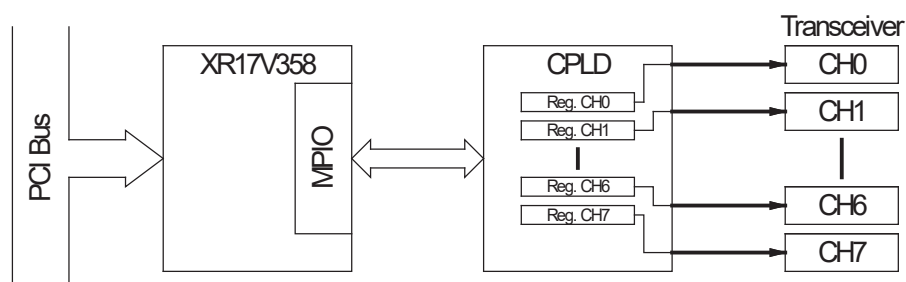 Transceiver
XR17V358
CPLD
CH0
Reg. CH0
CH1
Reg. CH1
PCI Bus
MPIO
Reg. CH6
CH6
Reg. CH7
CH7